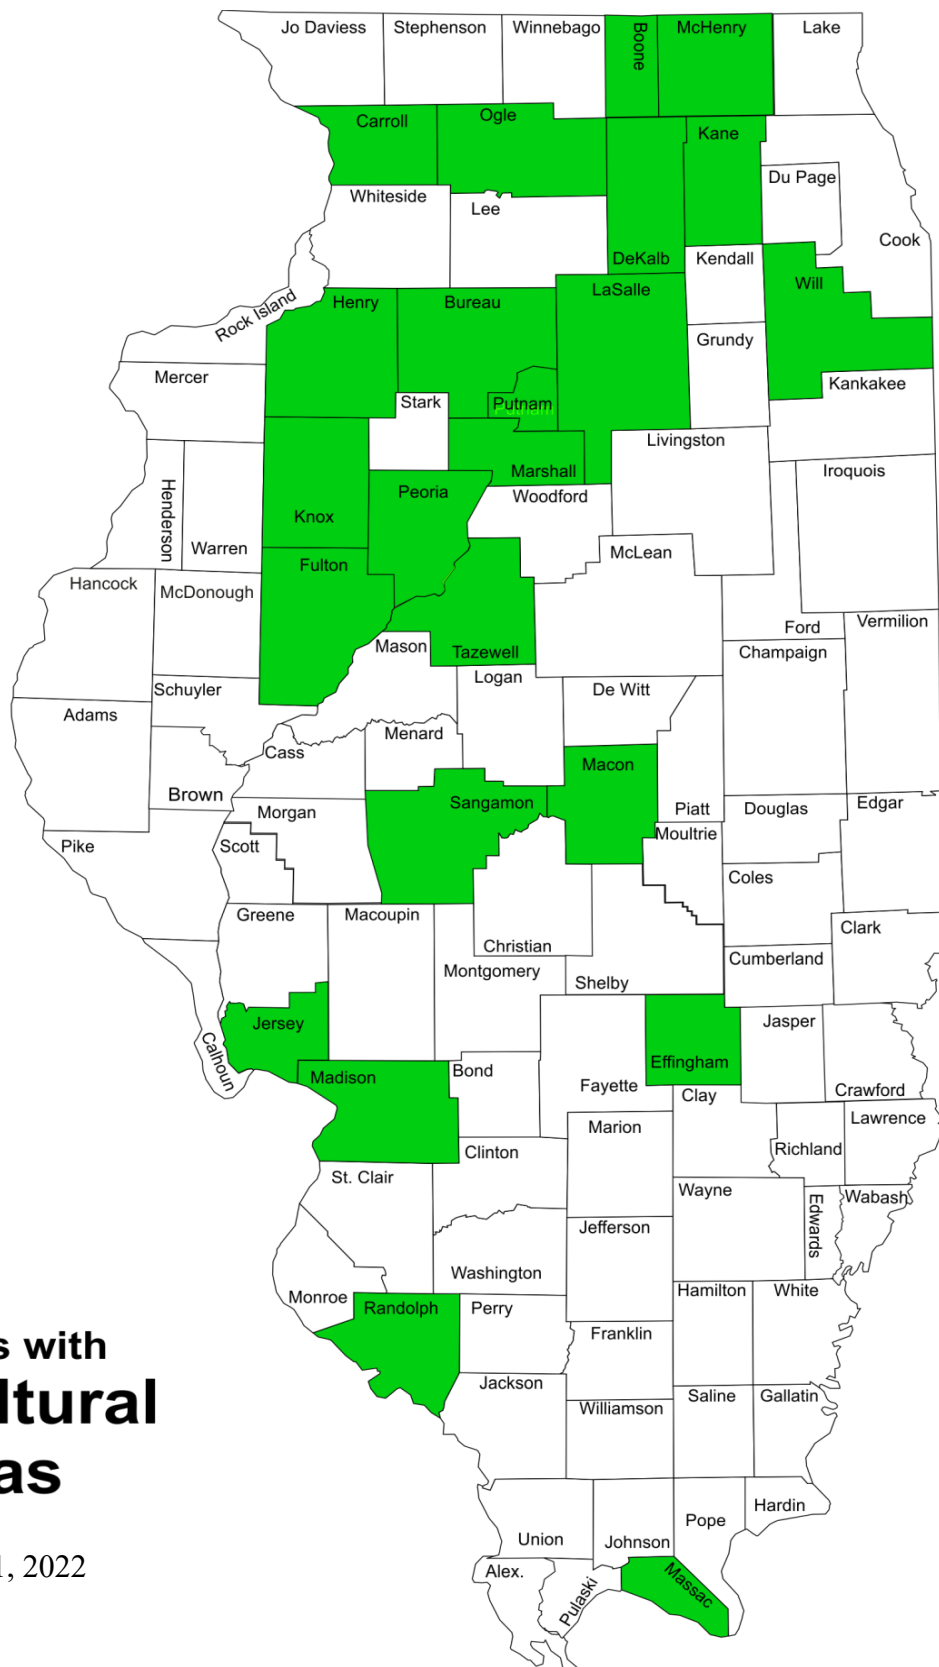 Jo Daviess
Stephenson
Winnebago
Boone
McHenry
Lake
Carroll
Ogle
Kane
Du Page
Whiteside
Lee
DeKalb
Kendall
Cook
Rock Island
Henry
Bureau
LaSalle
Will
Grundy
Mercer
Stark
Putnam
Kankakee
Livingston
Marshall
Iroquois
Henderson
Warren
Knox
Peoria
Woodford
McLean
Fulton
Hancock
McDonough
Mason
Tazewell
Ford
Vermilion
Champaign
Schuyler
Logan
De Witt
Adams
Menard
Cass
Macon
Brown
Morgan
Sangamon
Piatt
Douglas
Edgar
Pike
Scott
Moultrie
Coles
Greene
Macoupin
Christian
Clark
Montgomery
Cumberland
Shelby
Jersey
Calhoun
Effingham
Jasper
Madison
Bond
Fayette
Clay
Crawford
Marion
Lawrence
Clinton
Richland
St. Clair
Wayne
Edwards
Wabash
Jefferson
Washington
Monroe
Randolph
Perry
Hamilton
White
Franklin
s with
Jackson
Williamson
Saline
Gallatin
ltural
as
Union
Johnson
Pope
Hardin
Alex.
Pulaski
Massac
1, 2022